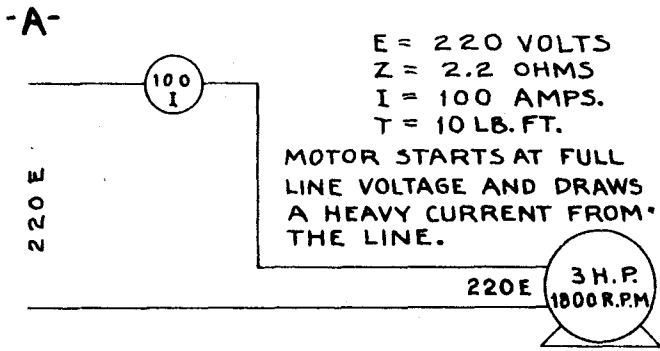 -A-
E = 220 VOLTS
Z = 2.2 OHMS
I = 100 AMPS.
T = 10 LB. FT.
100
I
MOTOR STARTS AT FULL
LINE VOLTAGE AND DRAWS
A HEAVY CURRENT FROM
THE LINE.
220 E
220 E
3 H.P.
1800 R.P.M